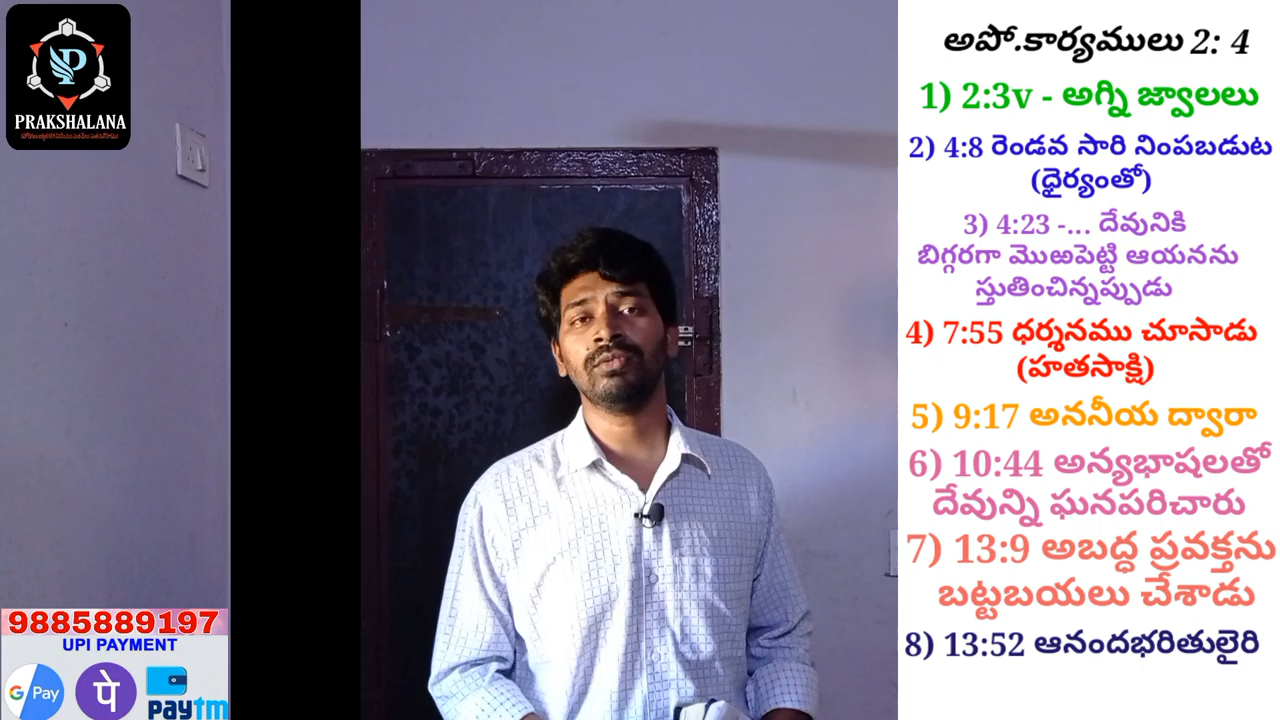 PRAKSHALANA
అపో.కార్యములు 2: 4
1) 2:3v - అగ్ని జ్వాలలు
2) 4:8 రెండవ సారి నింపబడుట
(ధైర్యంతో)
3) 4:23 -... దేవునికి
బిగ్గరగా మొఱపెట్టి ఆయనను
స్తుతించిన్నప్పుడు
4) 7:55 ధర్శనము చూసాడు
(హతసాక్షి)
5) 9:17 అననీయ ద్వారా
6) 10:44 అన్యభాషలతో
దేవున్ని ఘనపరిచారు
7) 13:9 అబద్ధ ప్రవక్తను
బట్టబయలు చేశాడు
8) 13:52 ఆనందభరితులైరి
9885889197
UPI PAYMENT
G Pay
पे
paytm